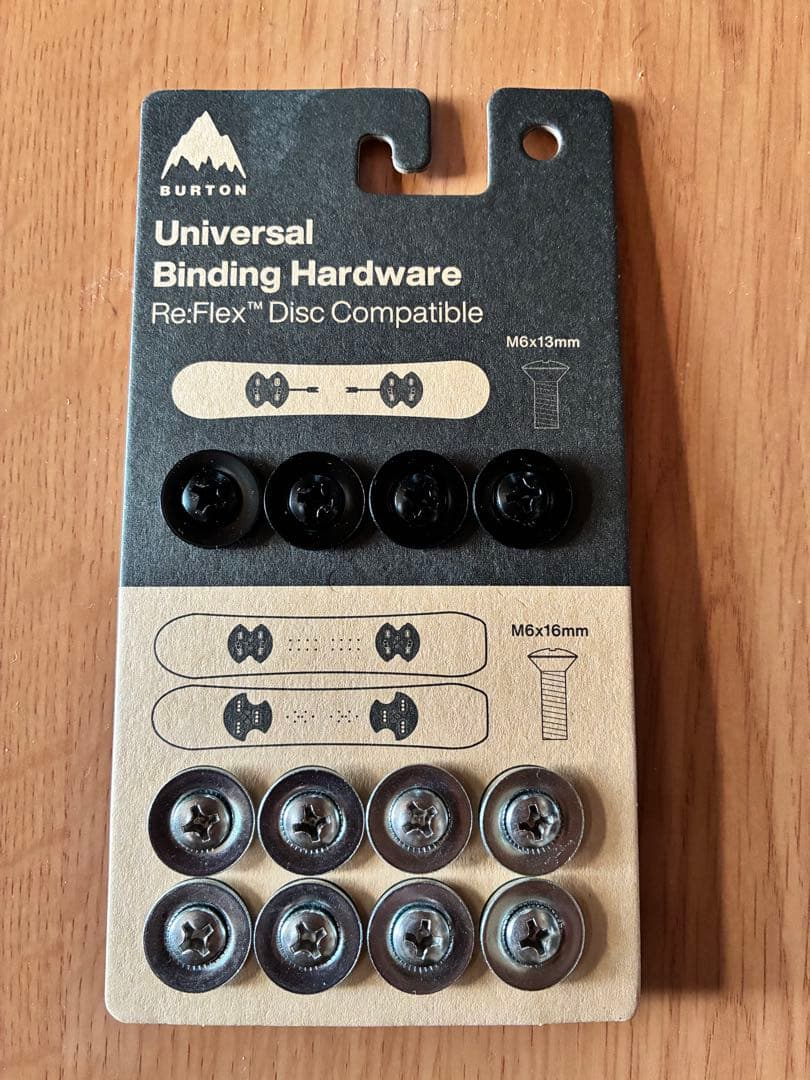 BURTON
Universal
Binding Hardware
Re:Flex™ Disc Compatible
M6x13mm
M6x16mm